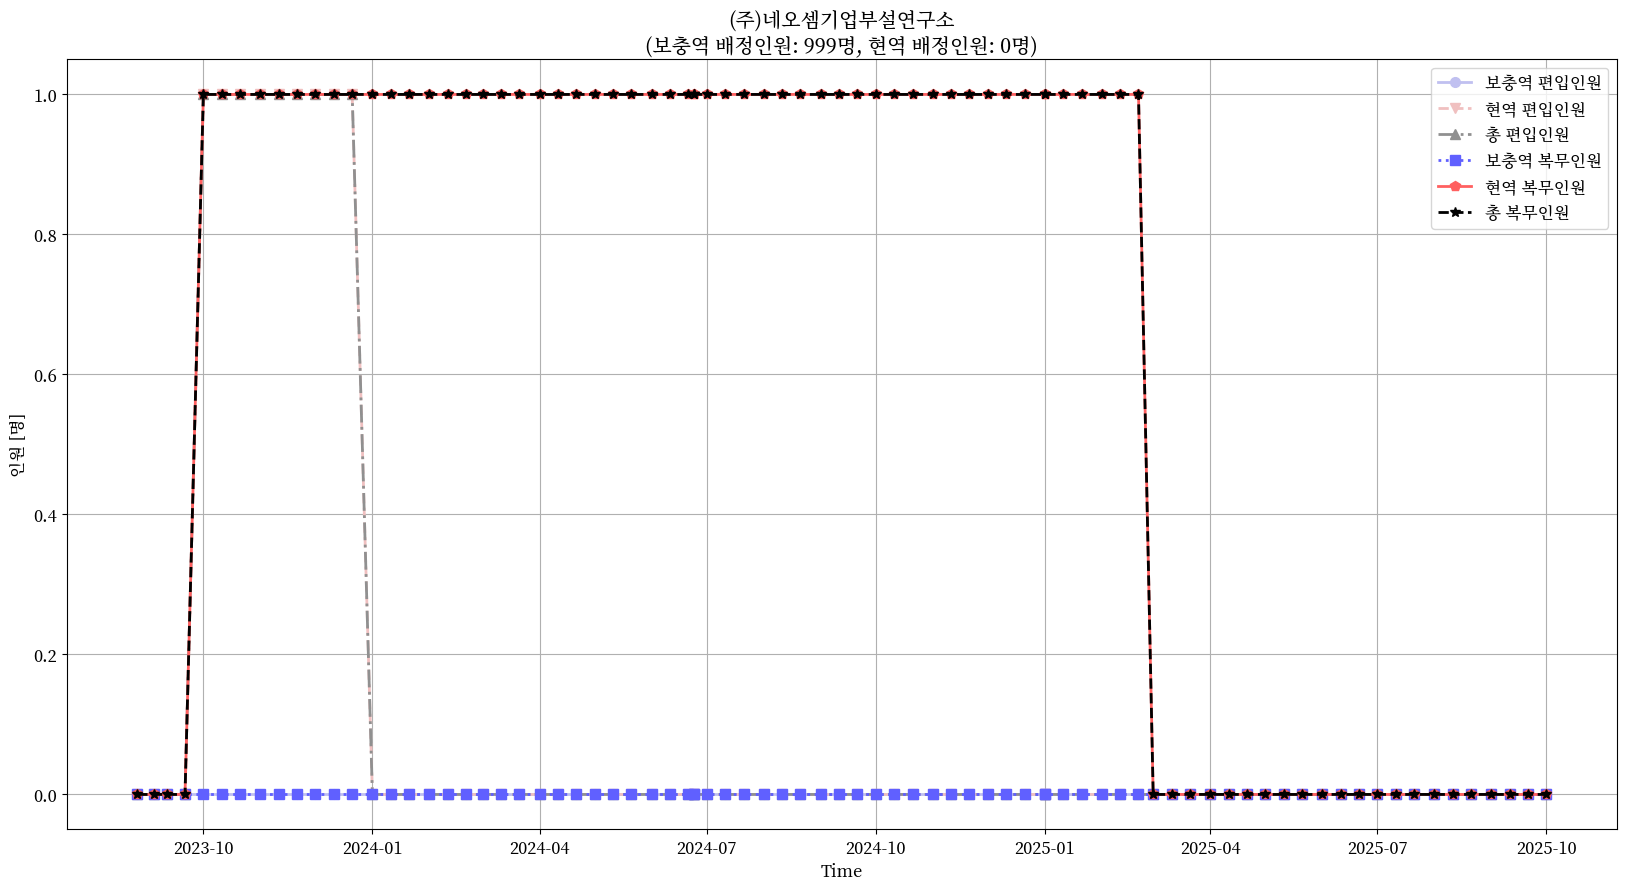 (주)네오셈기업부설연구소
(보충역 배정인원: 999명, 현역 배정인원: 0명)
보충역 편입인원
현역 편입인원
총 편입인원
보충역 복무인원
현역 복무인원
총 복무인원
인원 [명]
1.0
0.8
0.6
0.4
0.2
0.0
2023-10
2024-01
2024-04
2024-07
2024-10
2025-01
2025-04
2025-07
2025-10
Time